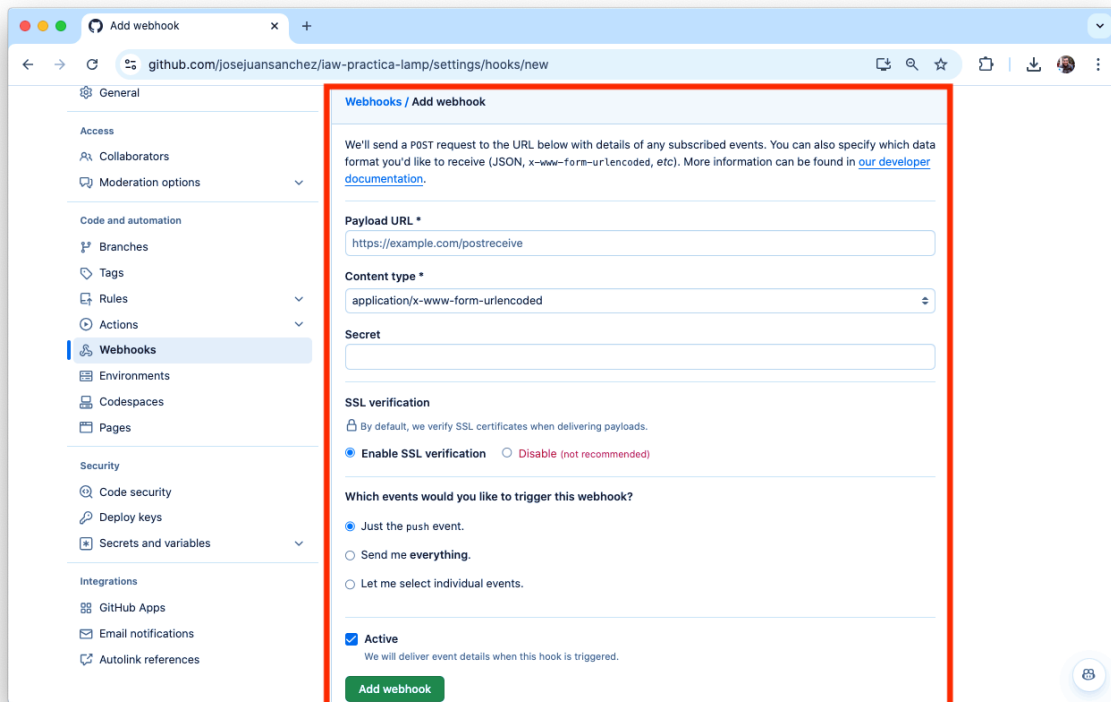 Add webhook
github.com/josejuansanchez/iaw-practica-lamp/settings/hooks/new
General
Access
Collaborators
Moderation options
Code and automation
Branches
Tags
Rules
Actions
Webhooks
Environments
Codespaces
Pages
Security
Code security
Deploy keys
Secrets and variables
Integrations
GitHub Apps
Email notifications
Autolink references
Webhooks / Add webhook
We'll send a POST request to the URL below with details of any subscribed events. You can also specify which data
format you'd like to receive (JSON, x-www-form-urlencoded, etc). More information can be found in our developer
documentation.
Payload URL *
https://example.com/postreceive
Content type *
application/x-www-form-urlencoded
Secret
SSL verification
By default, we verify SSL certificates when delivering payloads.
Enable SSL verification Disable (not recommended)
Which events would you like to trigger this webhook?
Just the push event.
Send me everything.
Let me select individual events.
Active
We will deliver event details when this hook is triggered.
Add webhook